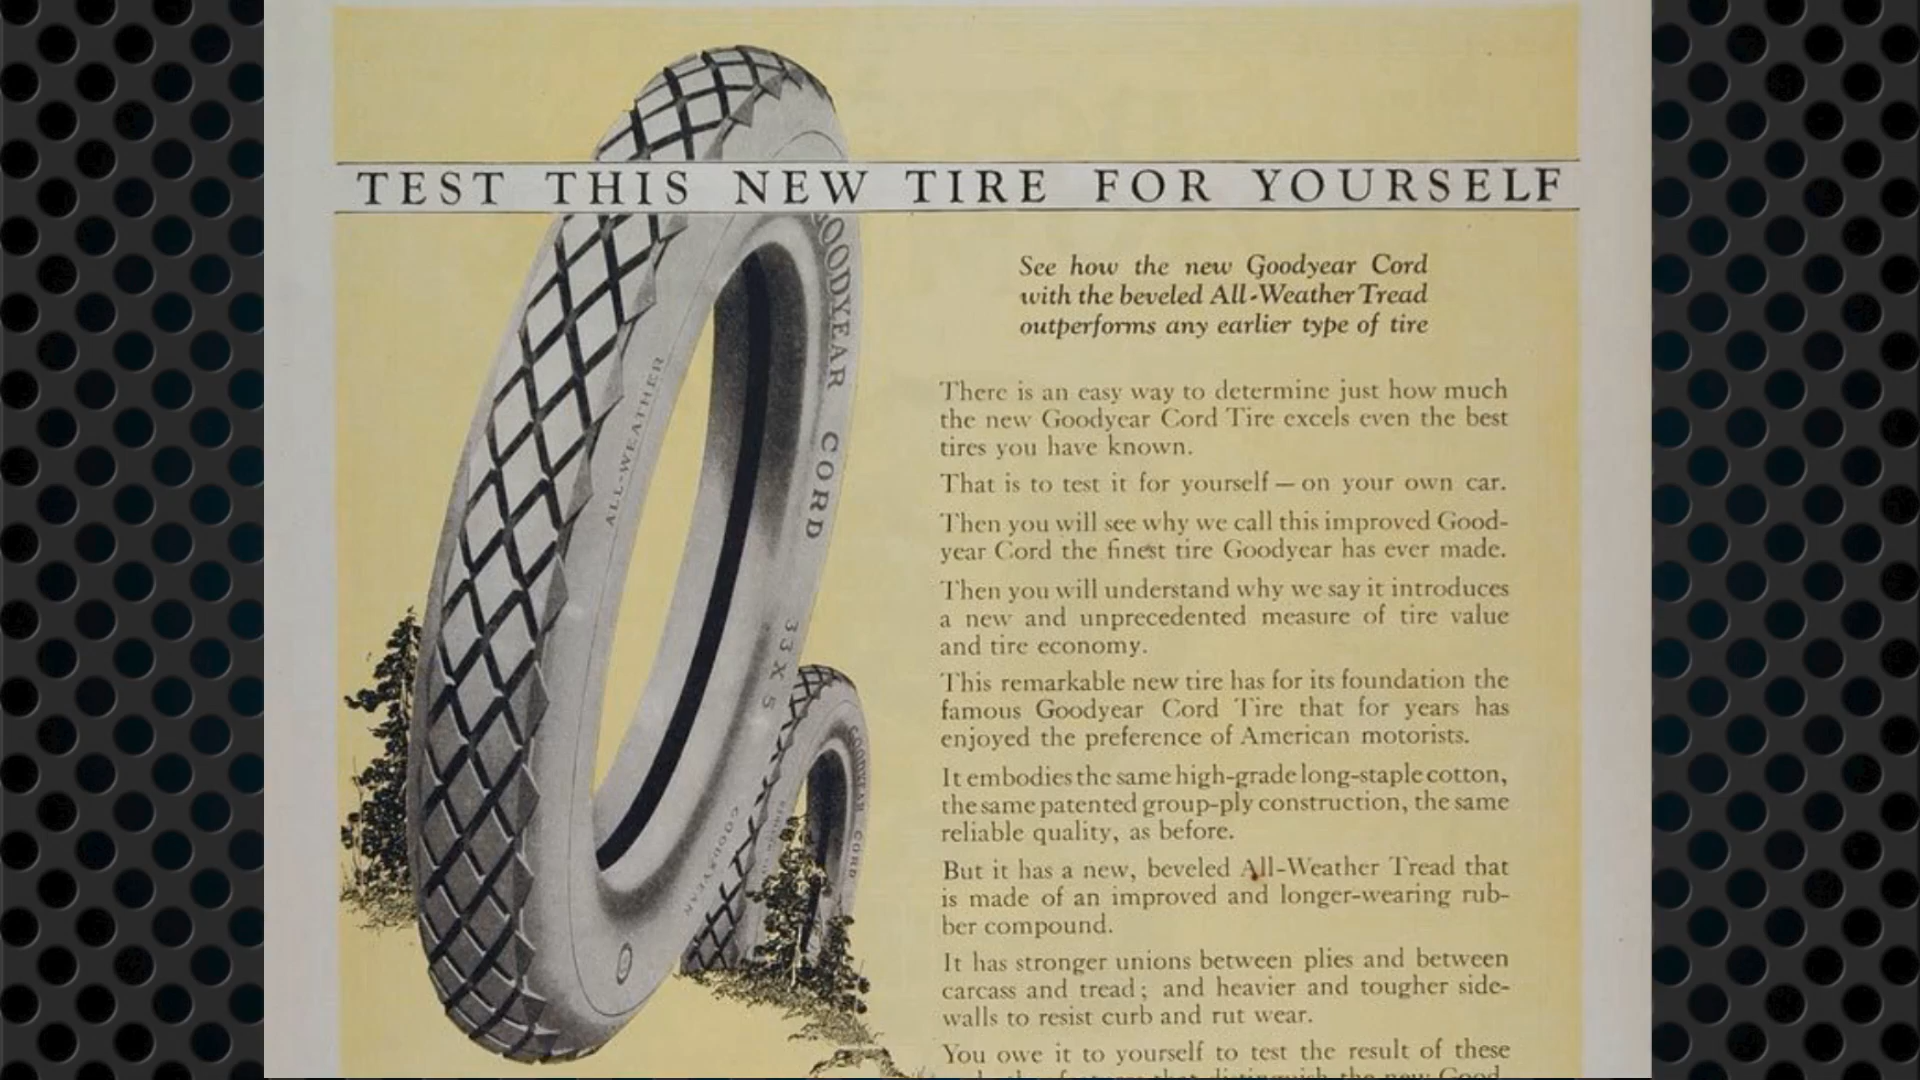 TEST THIS NEW TIRE FOR YOURSELF
See how the new Goodyear Cord
with the beveled All-Weather Tread
outperforms any earlier type of tire
There is an easy way to determine just how much
the new Goodyear Cord Tire excels even the best
tires you have known.
That is to test it for yourself — on your own car.
Then you will see why we call this improved Good-
year Cord the finest tire Goodyear has ever made.
Then you will understand why we say it introduces
a new and unprecedented measure of tire value
and tire economy.
This remarkable new tire has for its foundation the
famous Goodyear Cord Tire that for years has
enjoyed the preference of American motorists.
It embodies the same high-grade long-staple cotton,
the same patented group-ply construction, the same
reliable quality, as before.
But it has a new, beveled All-Weather Tread that
is made of an improved and longer-wearing rub-
ber compound.
It has stronger unions between plies and between
carcass and tread; and heavier and tougher side-
walls to resist curb and rut wear.
You owe it to yourself to test the result of these
that distinguish the new Good-
GOODYEAR CORD
ALL-WEATHER
33 X 5
GOODYEAR
GOODYEAR CORD